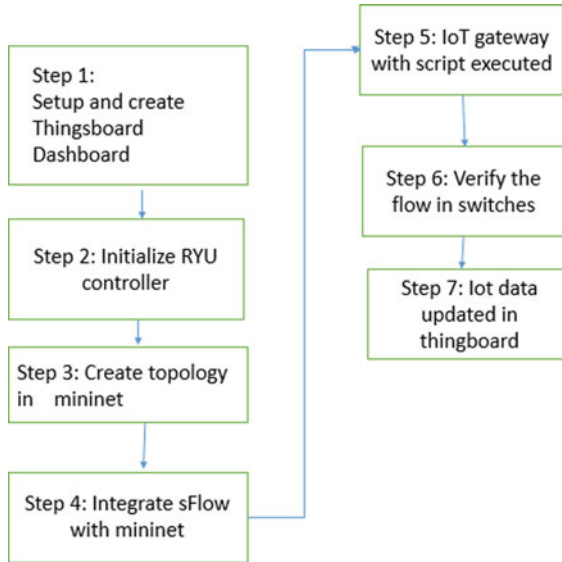 Step 1:
Setup and create
Thingsboard
Dashboard
Step 2: Initialize RYU
controller
Step 3: Create topology
in mininet
Step 4: Integrate sFlow
with mininet
Step 5: IoT gateway
with script executed
Step 6: Verify the
flow in switches
Step 7: Iot data
updated in
thingboard